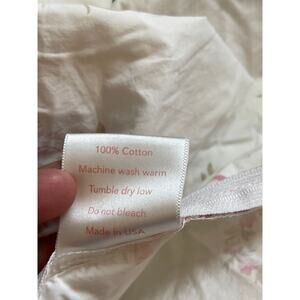 100% Cotton
Machine wash warm
Tumble dry low
Do not bleach
Made in USA